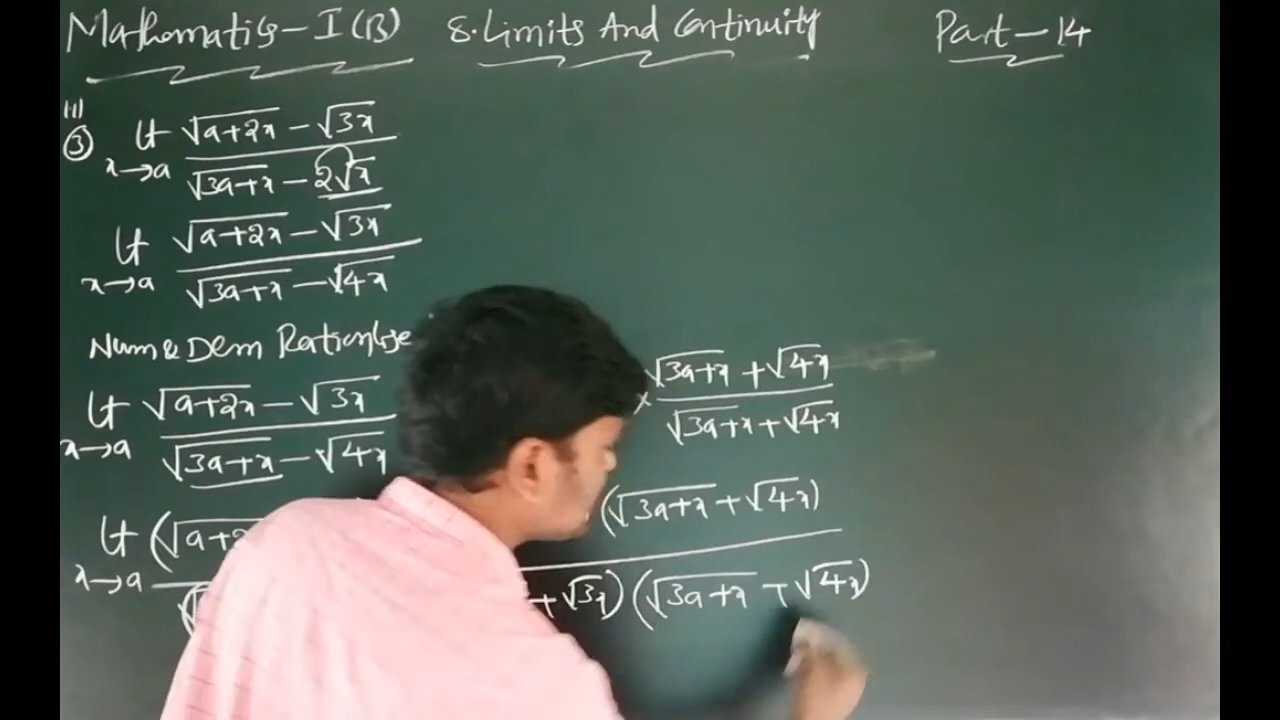 Mathematics-I(B) 8.Limits And Continuity Part-14
III
③ Lt x→a √(a+2x) - √(3x)
√(3a+x) - 2√x
Lt x→a √(a+2x) - √(3x)
√(3a+x) - √(4x)
Num & Dem Rationlise
Lt x→a √(a+2x) - √(3x) × √(3a+x) + √(4x)
√(3a+x) - √(4x) √(3a+x) + √(4x)
Lt x→a (√(a+2 (√(3a+x) + √(4x))
+ √(3x)) (√(3a+x) + √(4x))